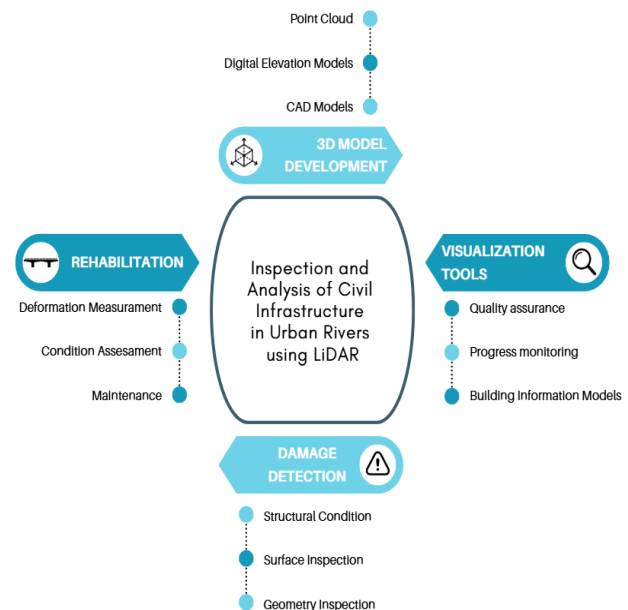 Point Cloud
Digital Elevation Models
CAD Models
3D MODEL
DEVELOPMENT
REHABILITATION
Deformation Measurament
Condition Assesament
Maintenance
Inspection and
Analysis of Civil
Infrastructure
in Urban Rivers
using LiDAR
VISUALIZATION
TOOLS
Quality assurance
Progress monitoring
Building Information Models
DAMAGE
DETECTION
Structural Condition
Surface Inspection
Geometry Inspection